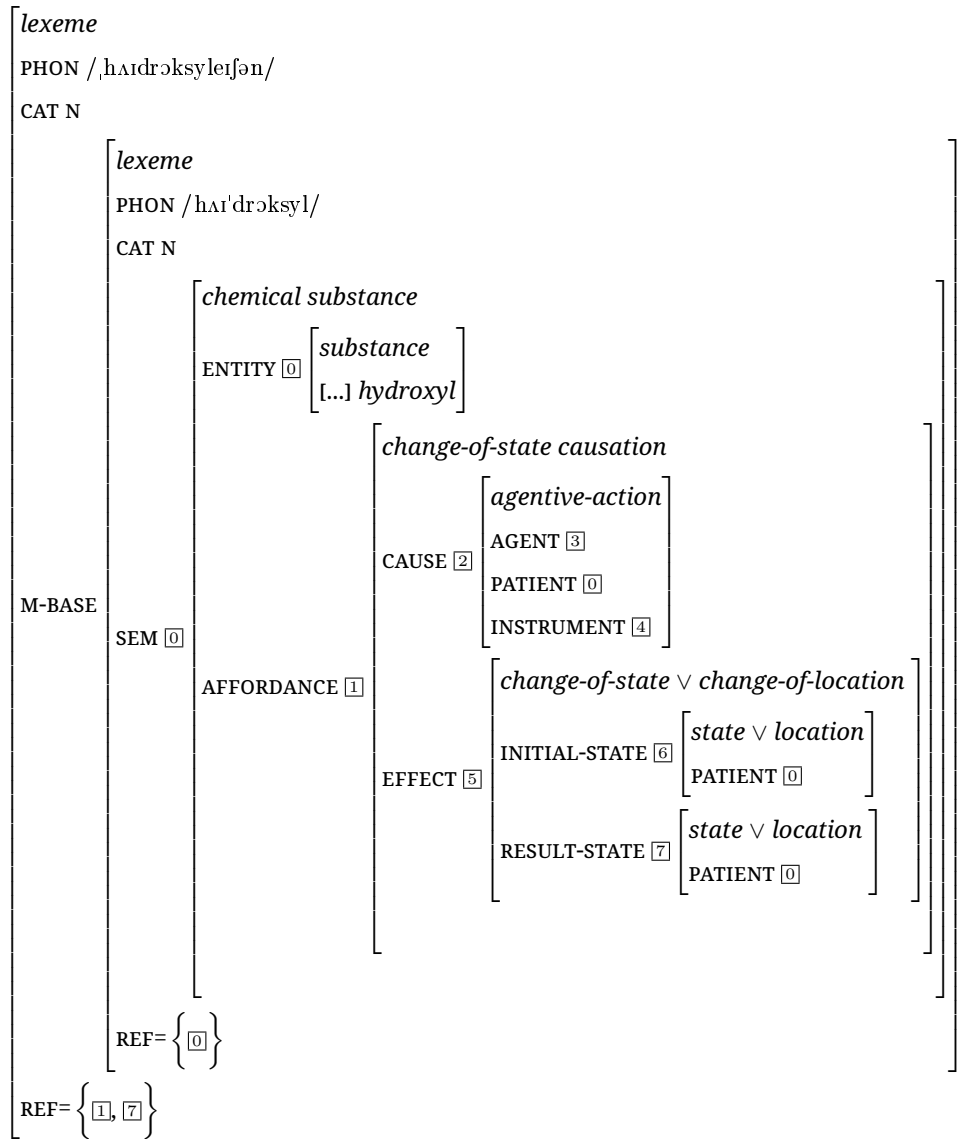 lexeme
PHON /ˌhʌɪdrɔksyleɪʃən/
CAT N
lexeme
PHON /hʌɪˈdrɔksyl/
CAT N
chemical substance
ENTITY 0
substance
[...] hydroxyl
change-of-state causation
agentive-action
AGENT 3
CAUSE 2
PATIENT 0
INSTRUMENT 4
M-BASE
SEM 0
AFFORDANCE 1
change-of-state ∨ change-of-location
INITIAL-STATE 6
state ∨ location
PATIENT 0
EFFECT 5
RESULT-STATE 7
state ∨ location
PATIENT 0
REF= {0}
REF= {1, 7}